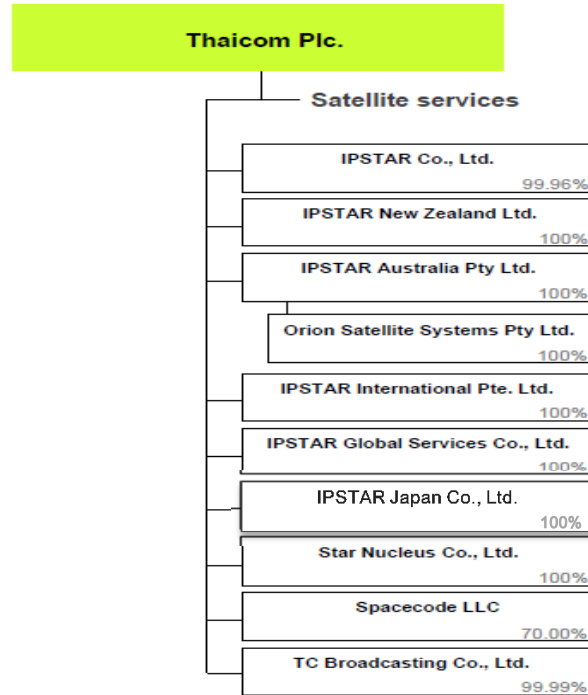 Thaicom Plc.
Satellite services
IPSTAR Co., Ltd.
99.96%
IPSTAR New Zealand Ltd.
100%
IPSTAR Australia Pty Ltd.
100%
Orion Satellite Systems Pty Ltd.
100%
IPSTAR International Pte. Ltd.
100%
IPSTAR Global Services Co., Ltd.
100%
IPSTAR Japan Co., Ltd.
100%
Star Nucleus Co., Ltd.
100%
Spacecode LLC
70.00%
TC Broadcasting Co., Ltd.
99.99%